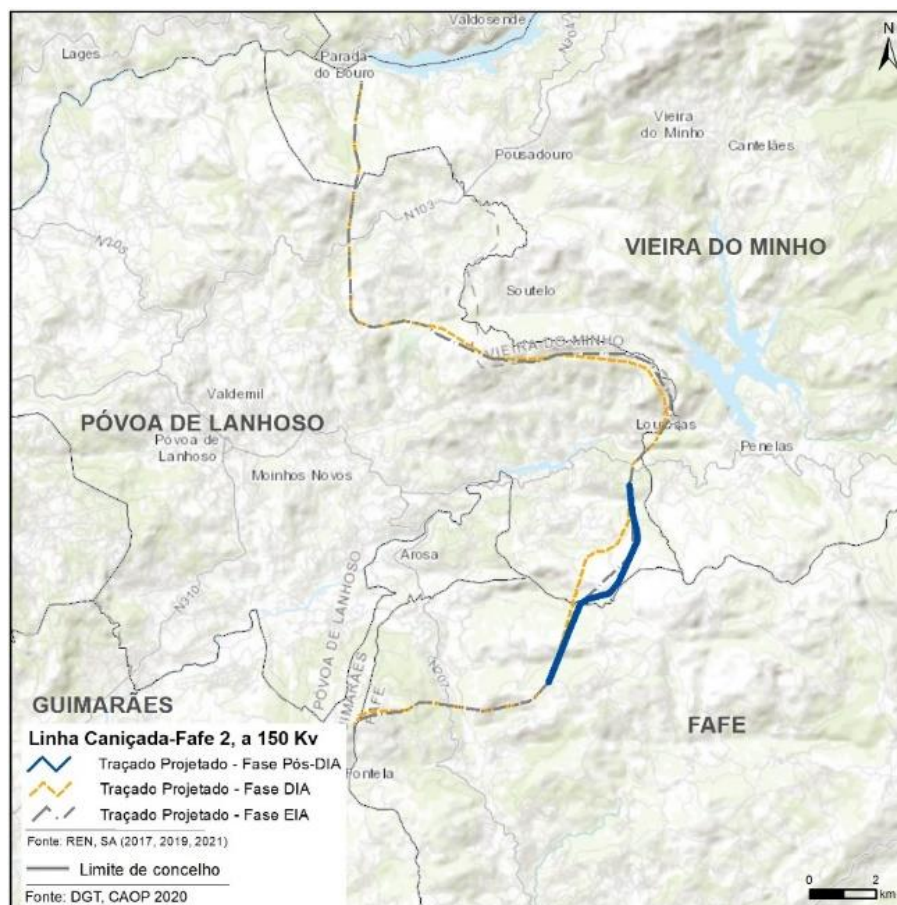 Valdosende
N304
N
Lages
Parada
do Bouro
Vieira
do Minho
Cantelães
Pousadouro
N103
N103
VIEIRA DO MINHO
Soutelo
VIEIRA DO MINHO
Valdemil
PÓVOA DE LANHOSO
Póvoa de
Lanhoso
Penelas
Moinhos Novos
Arosa
N310
PÓVOA DE LANHOSO
GUIMARÃES
FAFE
N207
GUIMARÃES
FAFE
Linha Caniçada-Fafe 2, a 150 Kv
Traçado Projetado - Fase Pós-DIA
Traçado Projetado - Fase DIA
Traçado Projetado - Fase EIA
Fontela
Fonte: REN, SA (2017, 2019, 2021)
Limite de concelho
Fonte: DGT, CAOP 2020
0 2
km